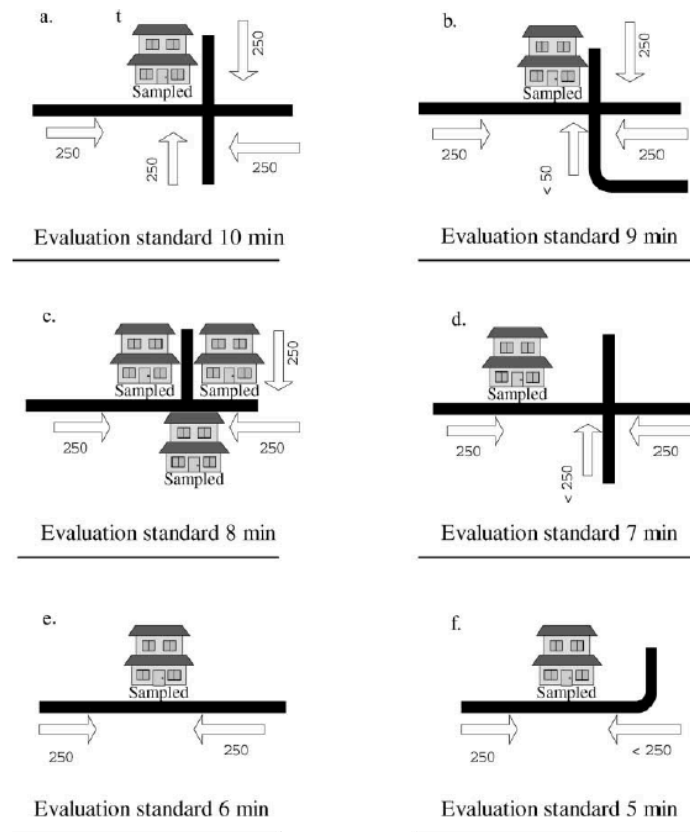 a. t
250
Sampled
250
250
250
Evaluation standard 10 min
b.
250
Sampled
250
< 50
250
Evaluation standard 9 min
c.
250
Sampled Sampled
250
250
Sampled
Evaluation standard 8 min
d.
Sampled
250
< 250
250
Evaluation standard 7 min
e.
Sampled
250
250
Evaluation standard 6 min
f.
Sampled
250
< 250
Evaluation standard 5 min